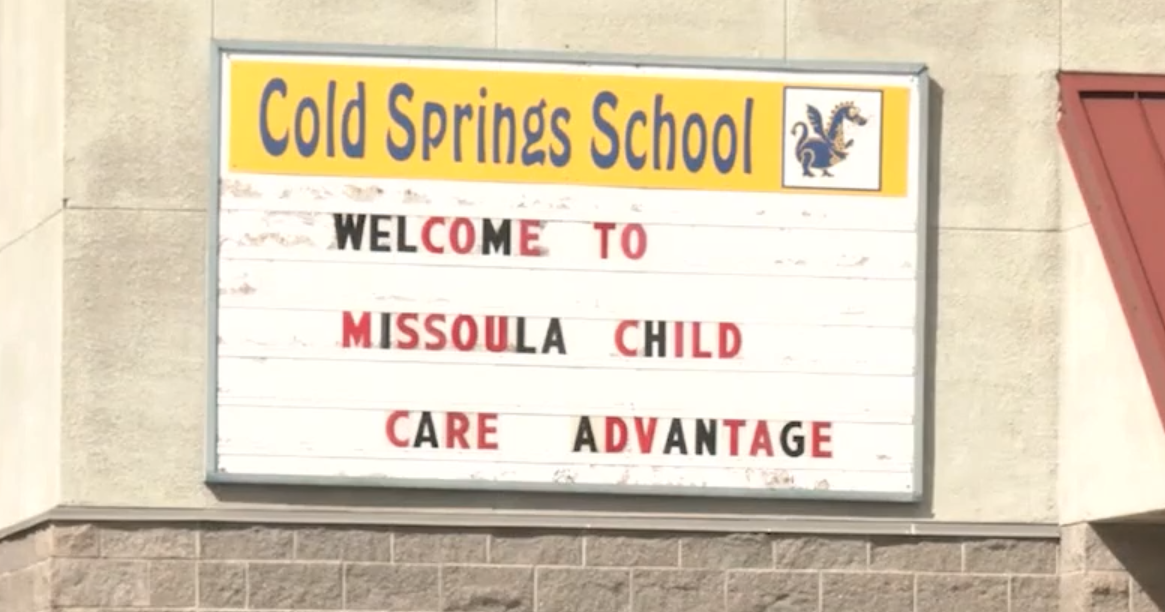 Cold Springs School
WELCOME TO
MISSOULA CHILD
CARE ADVANTAGE